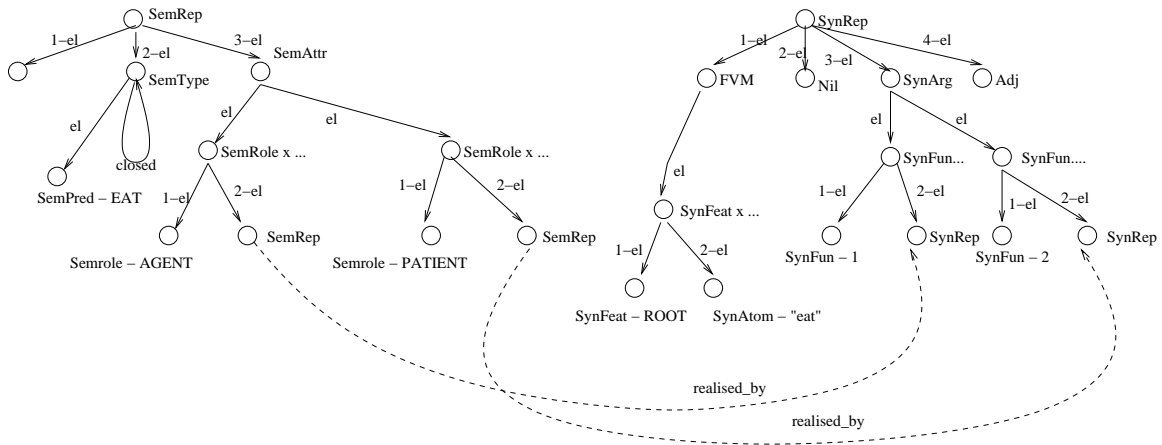 SemRep
SynRep
1−el
2−el
3−el
SemAttr
1−el
2−el
3−el
4−el
SemType
FVM
Nil
SynArg
Adj
el
el
el
el
el
closed
SemRole x ...
SemRole x ...
SynFun...
SynFun....
el
SemPred − EAT
1−el
2−el
1−el
2−el
1−el
2−el
1−el
2−el
SynFeat x ...
SemRep
SemRep
SynRep
SynRep
1−el
2−el
Semrole − AGENT
Semrole − PATIENT
SynFun − 1
SynFun − 2
SynFeat − ROOT
SynAtom − "eat"
realised_by
realised_by